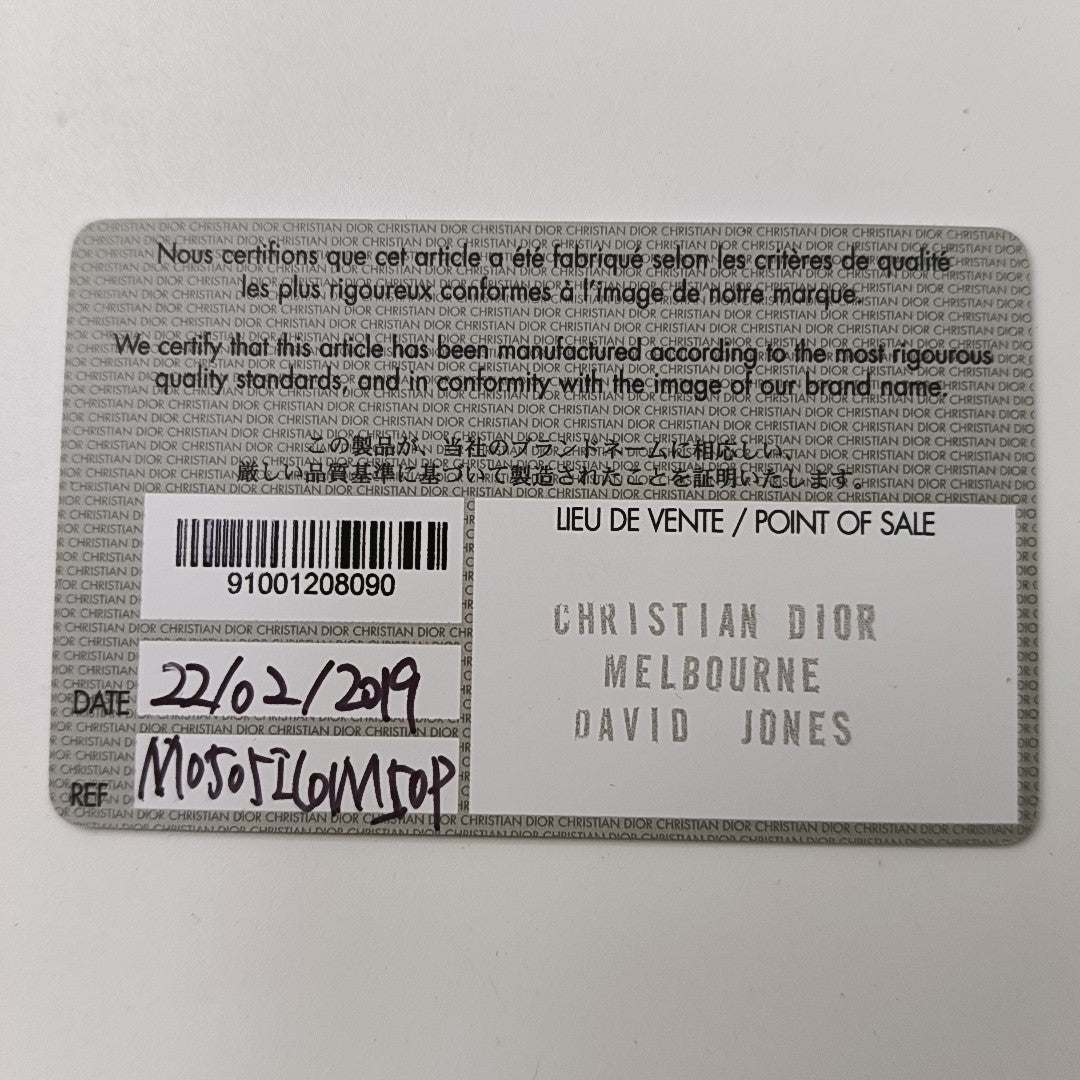 Nous certifions que cet article a été fabriqué selon les critères de qualité
les plus rigoureux conformes à l'image de notre marque.
We certify that this article has been manufactured according to the most rigourous
quality standards, and in conformity with the image of our brand name.
この製品が、当社のブランドネームに相応しい、
厳しい品質基準に基づいて製造されたことを証明いたします。
91001208090
DATE 22/02/2019
REF M0505I6VM50P
LIEU DE VENTE / POINT OF SALE
CHRISTIAN DIOR
MELBOURNE
DAVID JONES